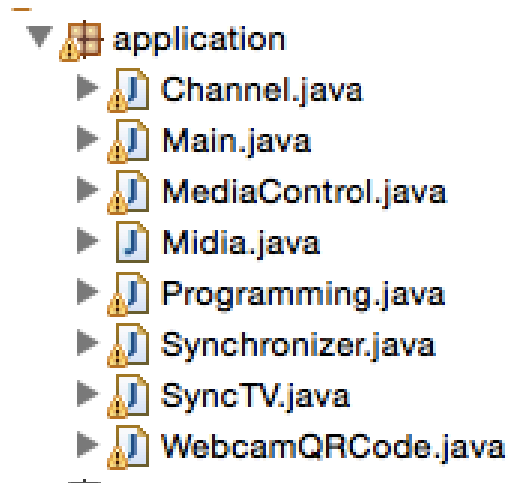 application
Channel.java
Main.java
MediaControl.java
Midia.java
Programming.java
Synchronizer.java
SyncTV.java
WebcamQRCode.java